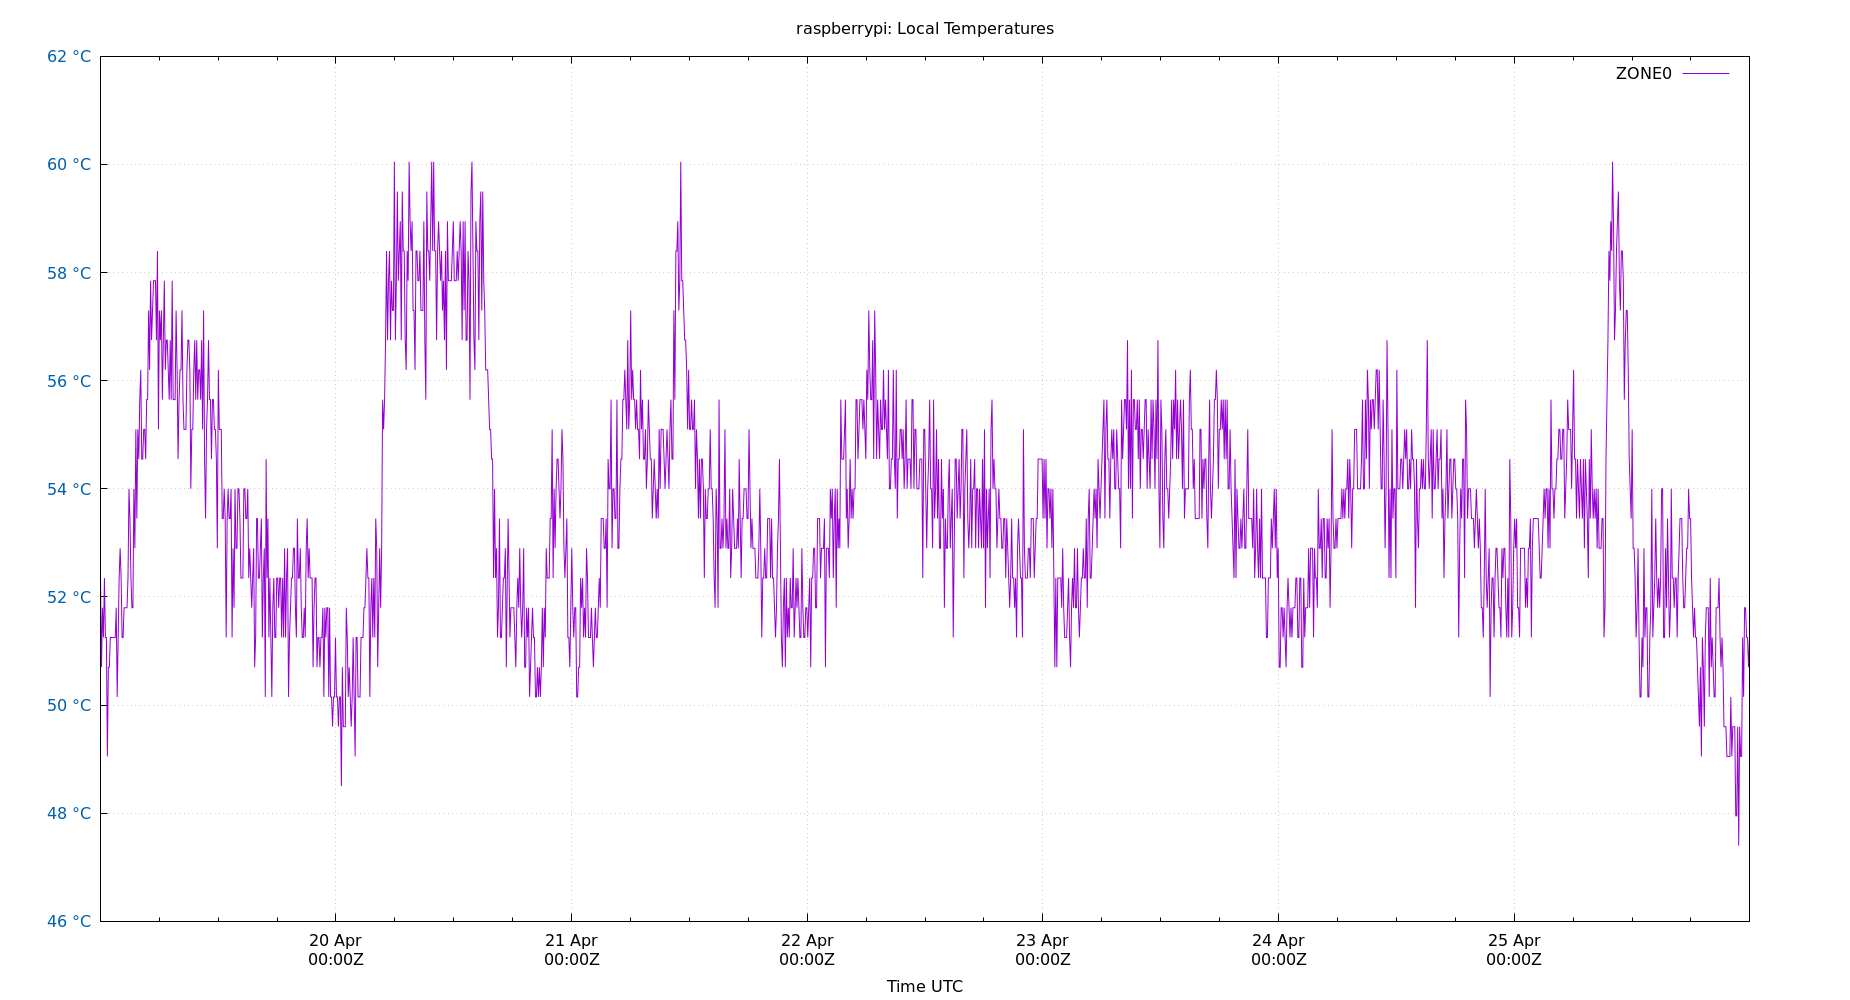 raspberrypi: Local Temperatures
62 °C
ZONE0
60 °C
58 °C
56 °C
54 °C
52 °C
50 °C
48 °C
46 °C
20 Apr 21 Apr 22 Apr 23 Apr 24 Apr 25 Apr
00:00Z 00:00Z 00:00Z 00:00Z 00:00Z 00:00Z
Time UTC